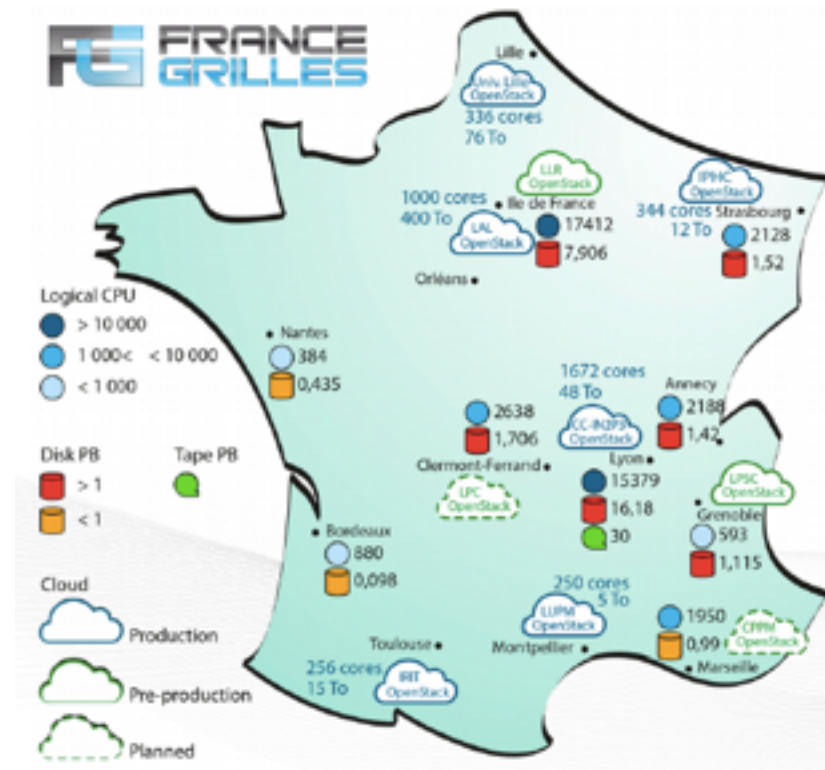 FRANCE
GRILLES
Lille
Univ. Lille
OpenStack
336 cores
76 To
LLR
OpenStack
IPHC
OpenStack
1000 cores
400 To
Ile de France
LAL
OpenStack
17412
7,906
344 cores
12 To
Strasbourg
2128
1,52
Orléans
Logical CPU
> 10 000
1 000< < 10 000
< 1 000
Nantes
384
0,435
1672 cores
48 To
CC-IN2P3
OpenStack
Annecy
2188
1,42
2638
1,706
Clermont-Ferrand
LPC
OpenStack
Lyon
15379
16,18
30
LPSC
OpenStack
Grenoble
593
1,115
Disk PB
> 1
< 1
Tape PB
Bordeaux
880
0,098
Cloud
Production
Pre-production
Planned
250 cores
5 To
LUPM
OpenStack
Montpellier
1950
0,99
CPPM
OpenStack
Marseille
Toulouse
256 cores
15 To
IRIT
OpenStack